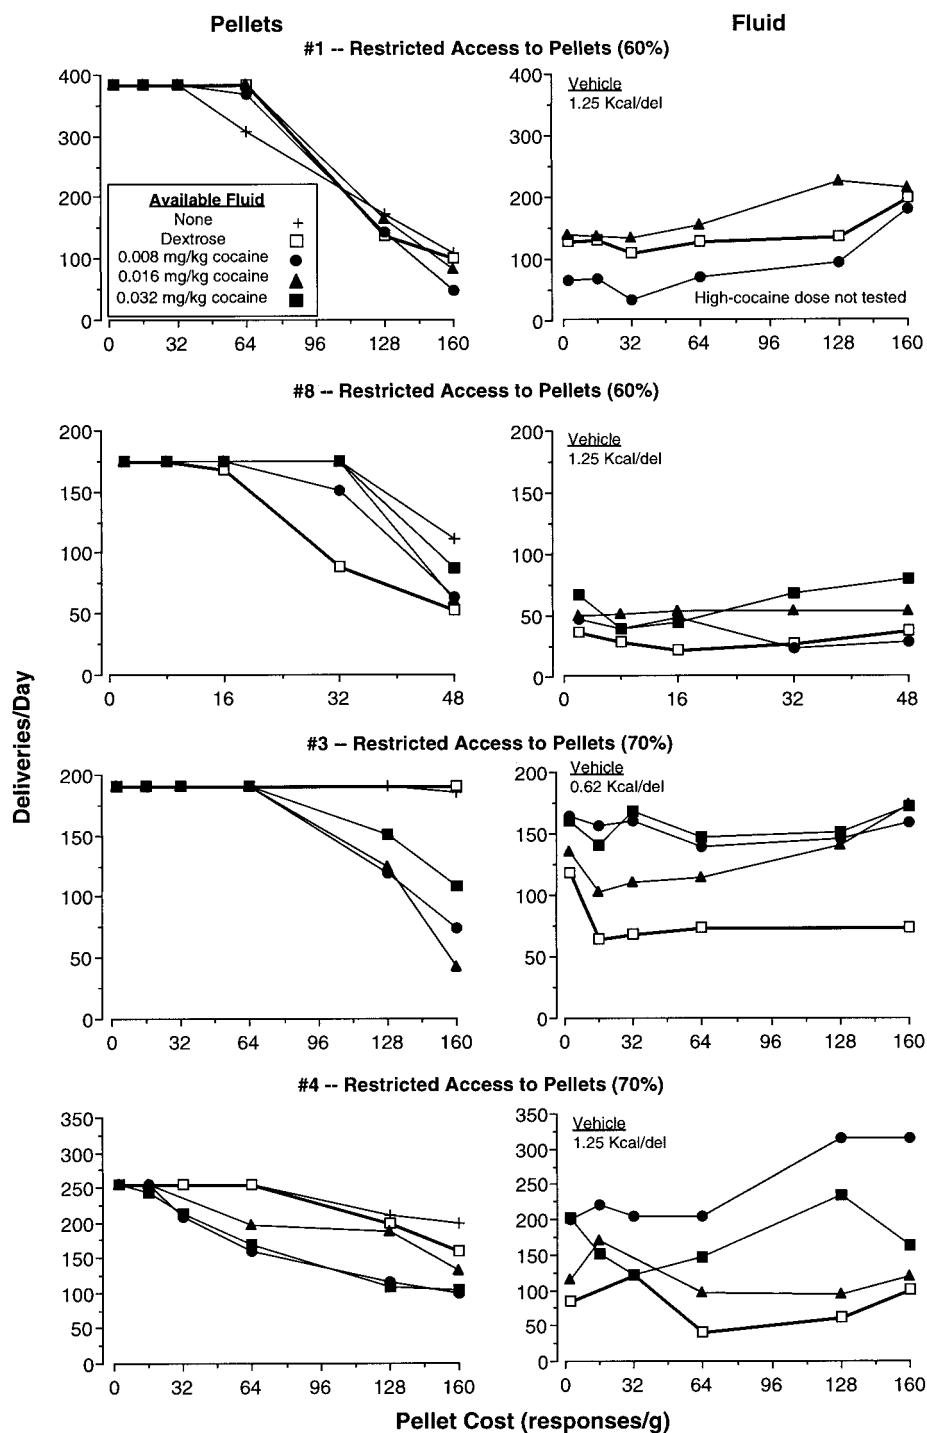 Pellets
Fluid
#1 -- Restricted Access to Pellets (60%)
400
300
200
100
0
Available Fluid
None
Dextrose
0.008 mg/kg cocaine
0.016 mg/kg cocaine
0.032 mg/kg cocaine
0 32 64 96 128 160
400
300
200
100
0
Vehicle
1.25 Kcal/del
High-cocaine dose not tested
0 32 64 96 128 160
#8 -- Restricted Access to Pellets (60%)
200
150
100
50
0
0 16 32 48
200
150
100
50
0
Vehicle
1.25 Kcal/del
0 16 32 48
Deliveries/Day
#3 -- Restricted Access to Pellets (70%)
200
150
100
50
0
0 32 64 96 128 160
200
150
100
50
0
Vehicle
0.62 Kcal/del
0 32 64 96 128 160
#4 -- Restricted Access to Pellets (70%)
350
300
250
200
150
100
50
0
0 32 64 96 128 160
350
300
250
200
150
100
50
0
Vehicle
1.25 Kcal/del
0 32 64 96 128 160
Pellet Cost (responses/g)